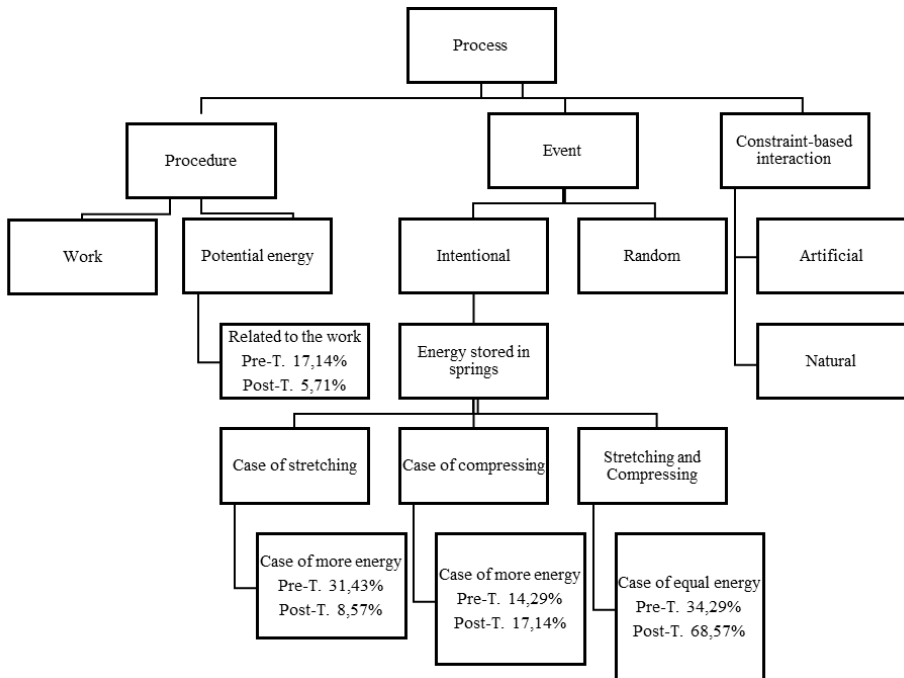 Process
Procedure
Event
Constraint-based
interaction
Work
Potential energy
Intentional
Random
Artificial
Related to the work
Pre-T. 17,14%
Post-T. 5,71%
Energy stored in
springs
Natural
Case of stretching
Case of compressing
Stretching and
Compressing
Case of more energy
Pre-T. 31,43%
Post-T. 8,57%
Case of more energy
Pre-T. 14,29%
Post-T. 17,14%
Case of equal energy
Pre-T. 34,29%
Post-T. 68,57%